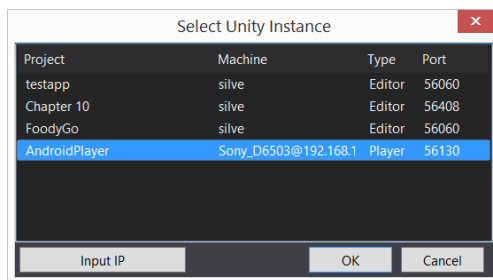 Select Unity Instance
x
Project Machine Type Port
testapp silve Editor 56060
Chapter 10 silve Editor 56408
FoodyGo silve Editor 56060
AndroidPlayer Sony_D6503@192.168.1 Player 56130
Input IP OK Cancel